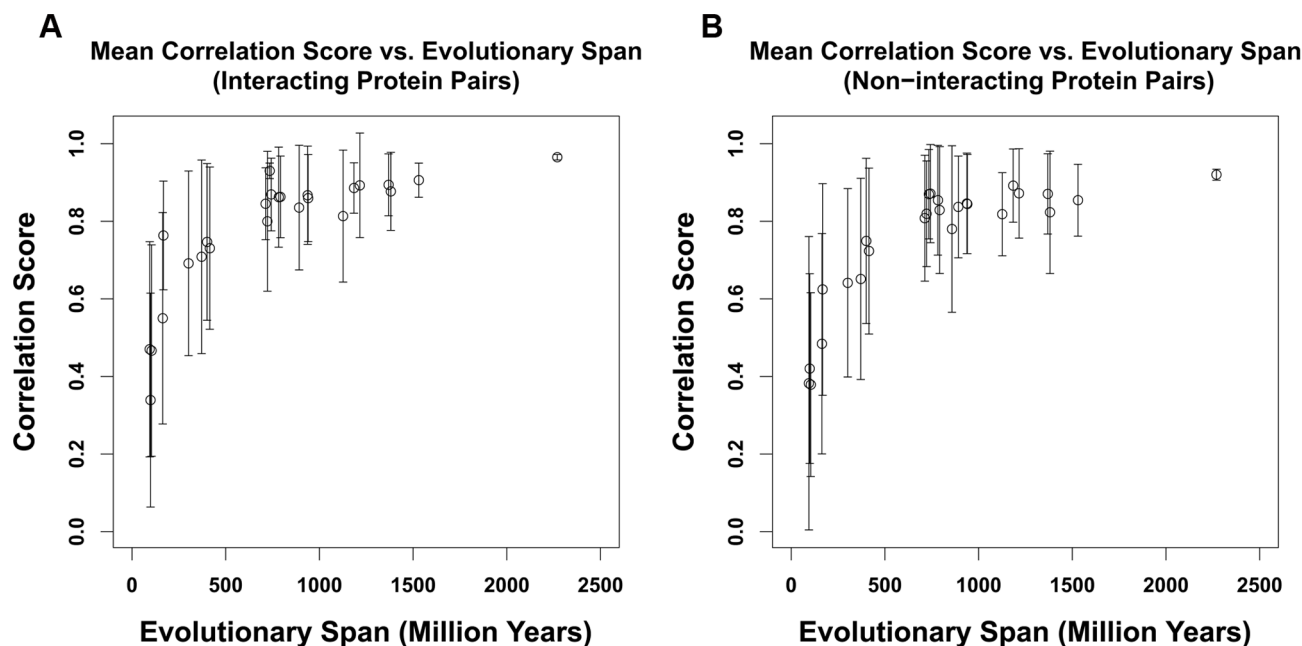 A
Mean Correlation Score vs. Evolutionary Span
(Interacting Protein Pairs)
Correlation Score
1.0
0.8
0.6
0.4
0.2
0.0
0 500 1000 1500 2000 2500
Evolutionary Span (Million Years)
B
Mean Correlation Score vs. Evolutionary Span
(Non−interacting Protein Pairs)
Correlation Score
1.0
0.8
0.6
0.4
0.2
0.0
0 500 1000 1500 2000 2500
Evolutionary Span (Million Years)